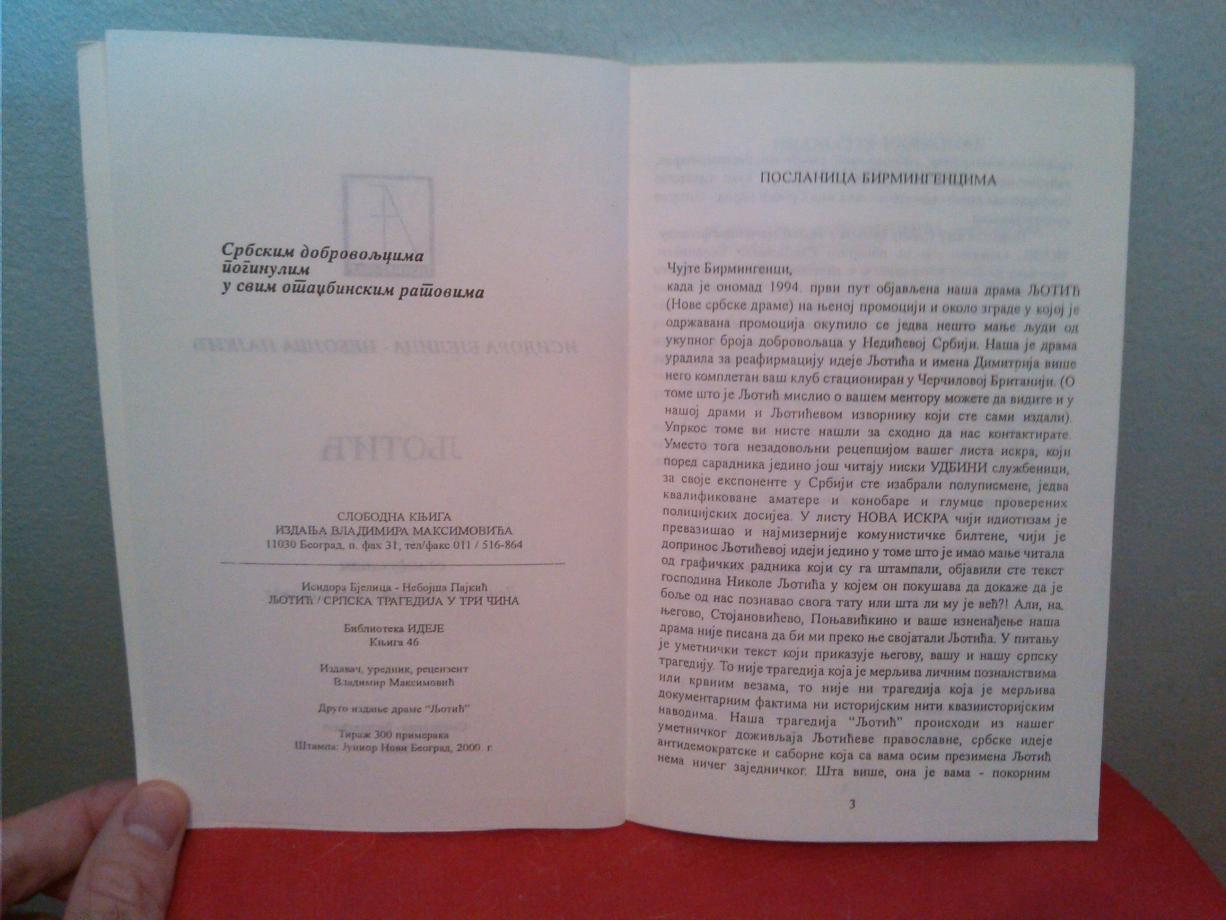 Србским добровољцима
погинулим
у свим отаџбинским ратовима
СЛОБОДНА КЊИГА
ИЗДАЊА ВЛАДИМИРА МАКСИМОВИЋА
11030 Београд, п. фах 31, тел/факс 011 / 516-864
Исидора Бјелица - Небојша Пајкић
ЉОТИЋ / СРПСКА ТРАГЕДИЈА У ТРИ ЧИНА
Библиотека ИДЕЈЕ
Књига 46
Издавач, уредник, рецензент
Владимир Максимовић
Друго издање драме “Љотић”
Тираж 300 примерака
Штампа: Јуниор Нови Београд, 2000. г.
ПОСЛАНИЦА БИРМИНГЕНЦИМА
Чујте Бирмингенци,
када је ономад 1994. први пут објављена наша драма ЉОТИЋ
(Нове србске драме) на њеној промоцији и около зграде у којој је
одржавана промоција окупило се једва нешто мање људи од
укупног броја добровољаца у Недићевој Србији. Наша је драма
урадила за реафирмацију идеје Љотића и имена Димитрија више
него комплетан ваш клуб стациониран у Черчиловој Британији. (О
томе што је Љотић мислио о вашем ментору можете да видите и у
нашој драми и Љотићевом изворнику који сте сами издали).
Упркос томе ви нисте нашли за сходно да нас контактирате.
Уместо тога незадовољни рецепцијом вашег листа искра, који
поред сарадника једино још читају ниски УДБИНИ службеници,
за своје експоненте у Србији сте изабрали полуписмене, једва
квалификоване аматере и конобаре и глумце проверених
полицијских досијеа. У листу НОВА ИСКРА чији идиотизам је
превазишао и најмизерније комунистичке билтене, чији је
допринос Љотићевој идеји једино у томе што је имао мање читала
од графичких радника који су га штампали, објавили сте текст
господина Николе Љотића у којем он покушава да докаже да је
боље од нас познавао свога тату или шта ли му је већ?! Али, на,
његово, Стојановићево, Поњавићкино и ваше изненађење наша
драма није писана да би ми преко ње својатали Љотића. У питању
је уметнички текст који приказује његову, вашу и нашу српску
трагедију. То није трагедија која је мерљива личним познанствима
или крвним везама, то није ни трагедија која је мерљива
документарним фактима ни историјским нити квазиисторијским
наводима. Наша трагедија “Љотић” происходи из нашег
уметничког доживљаја Љотићеве православне, србске идеје
антидемократске и саборне која са вама осим презимена Љотић
нема ничег заједничког. Шта више, она је вама - покорним
3